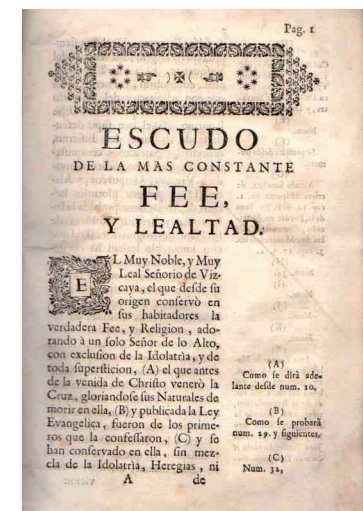 Pag. 1
ESCUDO
DE LA MAS CONSTANTE
FEE,
Y LEALTAD.
EL Muy Noble, y Muy
Leal Señorio de Viz-
caya, el que desde su
origen conservò en
sus habitadores la
verdadera Fee, y Religion, ado-
rando à un solo Señor de lo Alto,
con exclusion de la Idolatrìa, y de
toda supersticion, (A) el que antes
de la venida de Christo venerò la
Cruz, gloriandose sus Naturales de
morir en ella, (B) y publicada la Ley
Evangelica, fueron de los prime-
ros que la confessaron, (C) y se
han conservado en ella, sin mez-
cla de la Idolatrìa, Heregias, ni
A de
(A)
Como se dirà ade-
lante desde num. 10.
(B)
Como se probarà
num. 29. y siguientes.
(C)
Num. 32,